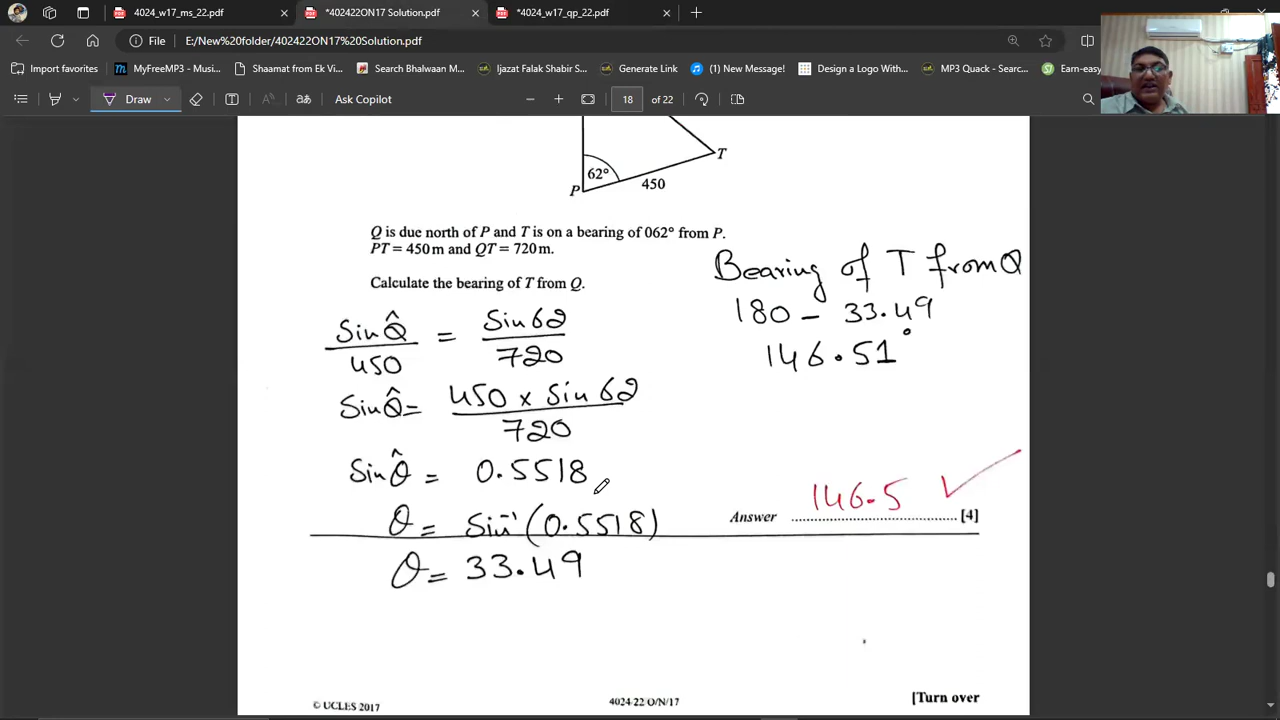 4024_w17_ms_22.pdf
*402422ON17 Solution.pdf
*4024_w17_qp_22.pdf
File
E:/New%20folder/402422ON17%20Solution.pdf
Import favorites
MyFreeMP3 - Musi...
Shaamat from Ek Vi...
Search Bhalwaan M...
Ijazat Falak Shabir S...
Generate Link
(1) New Message!
Design a Logo With...
MP3 Quack - Searc...
Earn-easy
Draw
Ask Copilot
18 of 22
T
62°
P
450
Q is due north of P and T is on a bearing of 062° from P.
PT = 450 m and QT = 720 m.
Calculate the bearing of T from Q.
Bearing of T from Q
180 - 33.49
146.51°
Sin Q̂ / 450 = Sin 62 / 720
Sin Q̂ = 450 × Sin 62 / 720
Sin θ̂ = 0.5518
θ = Sin⁻¹ (0.5518)
θ = 33.49
146.5 ✓
Answer ........................................................ [4]
© UCLES 2017
4024/22/O/N/17
[Turn over